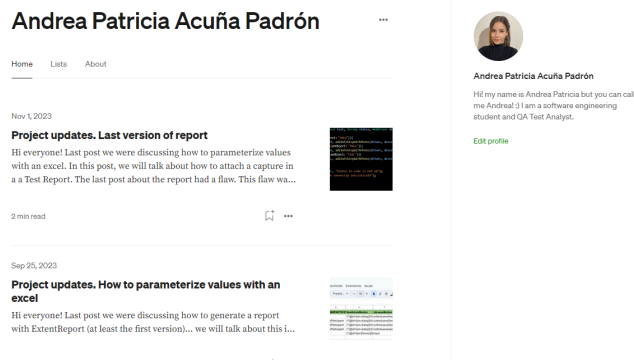 Andrea Patricia Acuña Padrón
Home
Lists
About
Nov 1, 2023
Project updates. Last version of report
Hi everyone! Last post we were discussing how to parameterize values
with an excel. In this post, we will talk about how to attach a capture in
a a Test Report. The last post about the report had a flaw. This flaw wa...
2 min read
Sep 25, 2023
Project updates. How to parameterize values with an
excel
Hi everyone! Last post we were discussing how to generate a report
with ExtentReport (at least the first version)... we will talk about this i...
Andrea Patricia Acuña Padrón
Hi! my name is Andrea Patricia but you can call
me Andrea! :) I am a software engineering
student and QA Test Analyst.
Edit profile